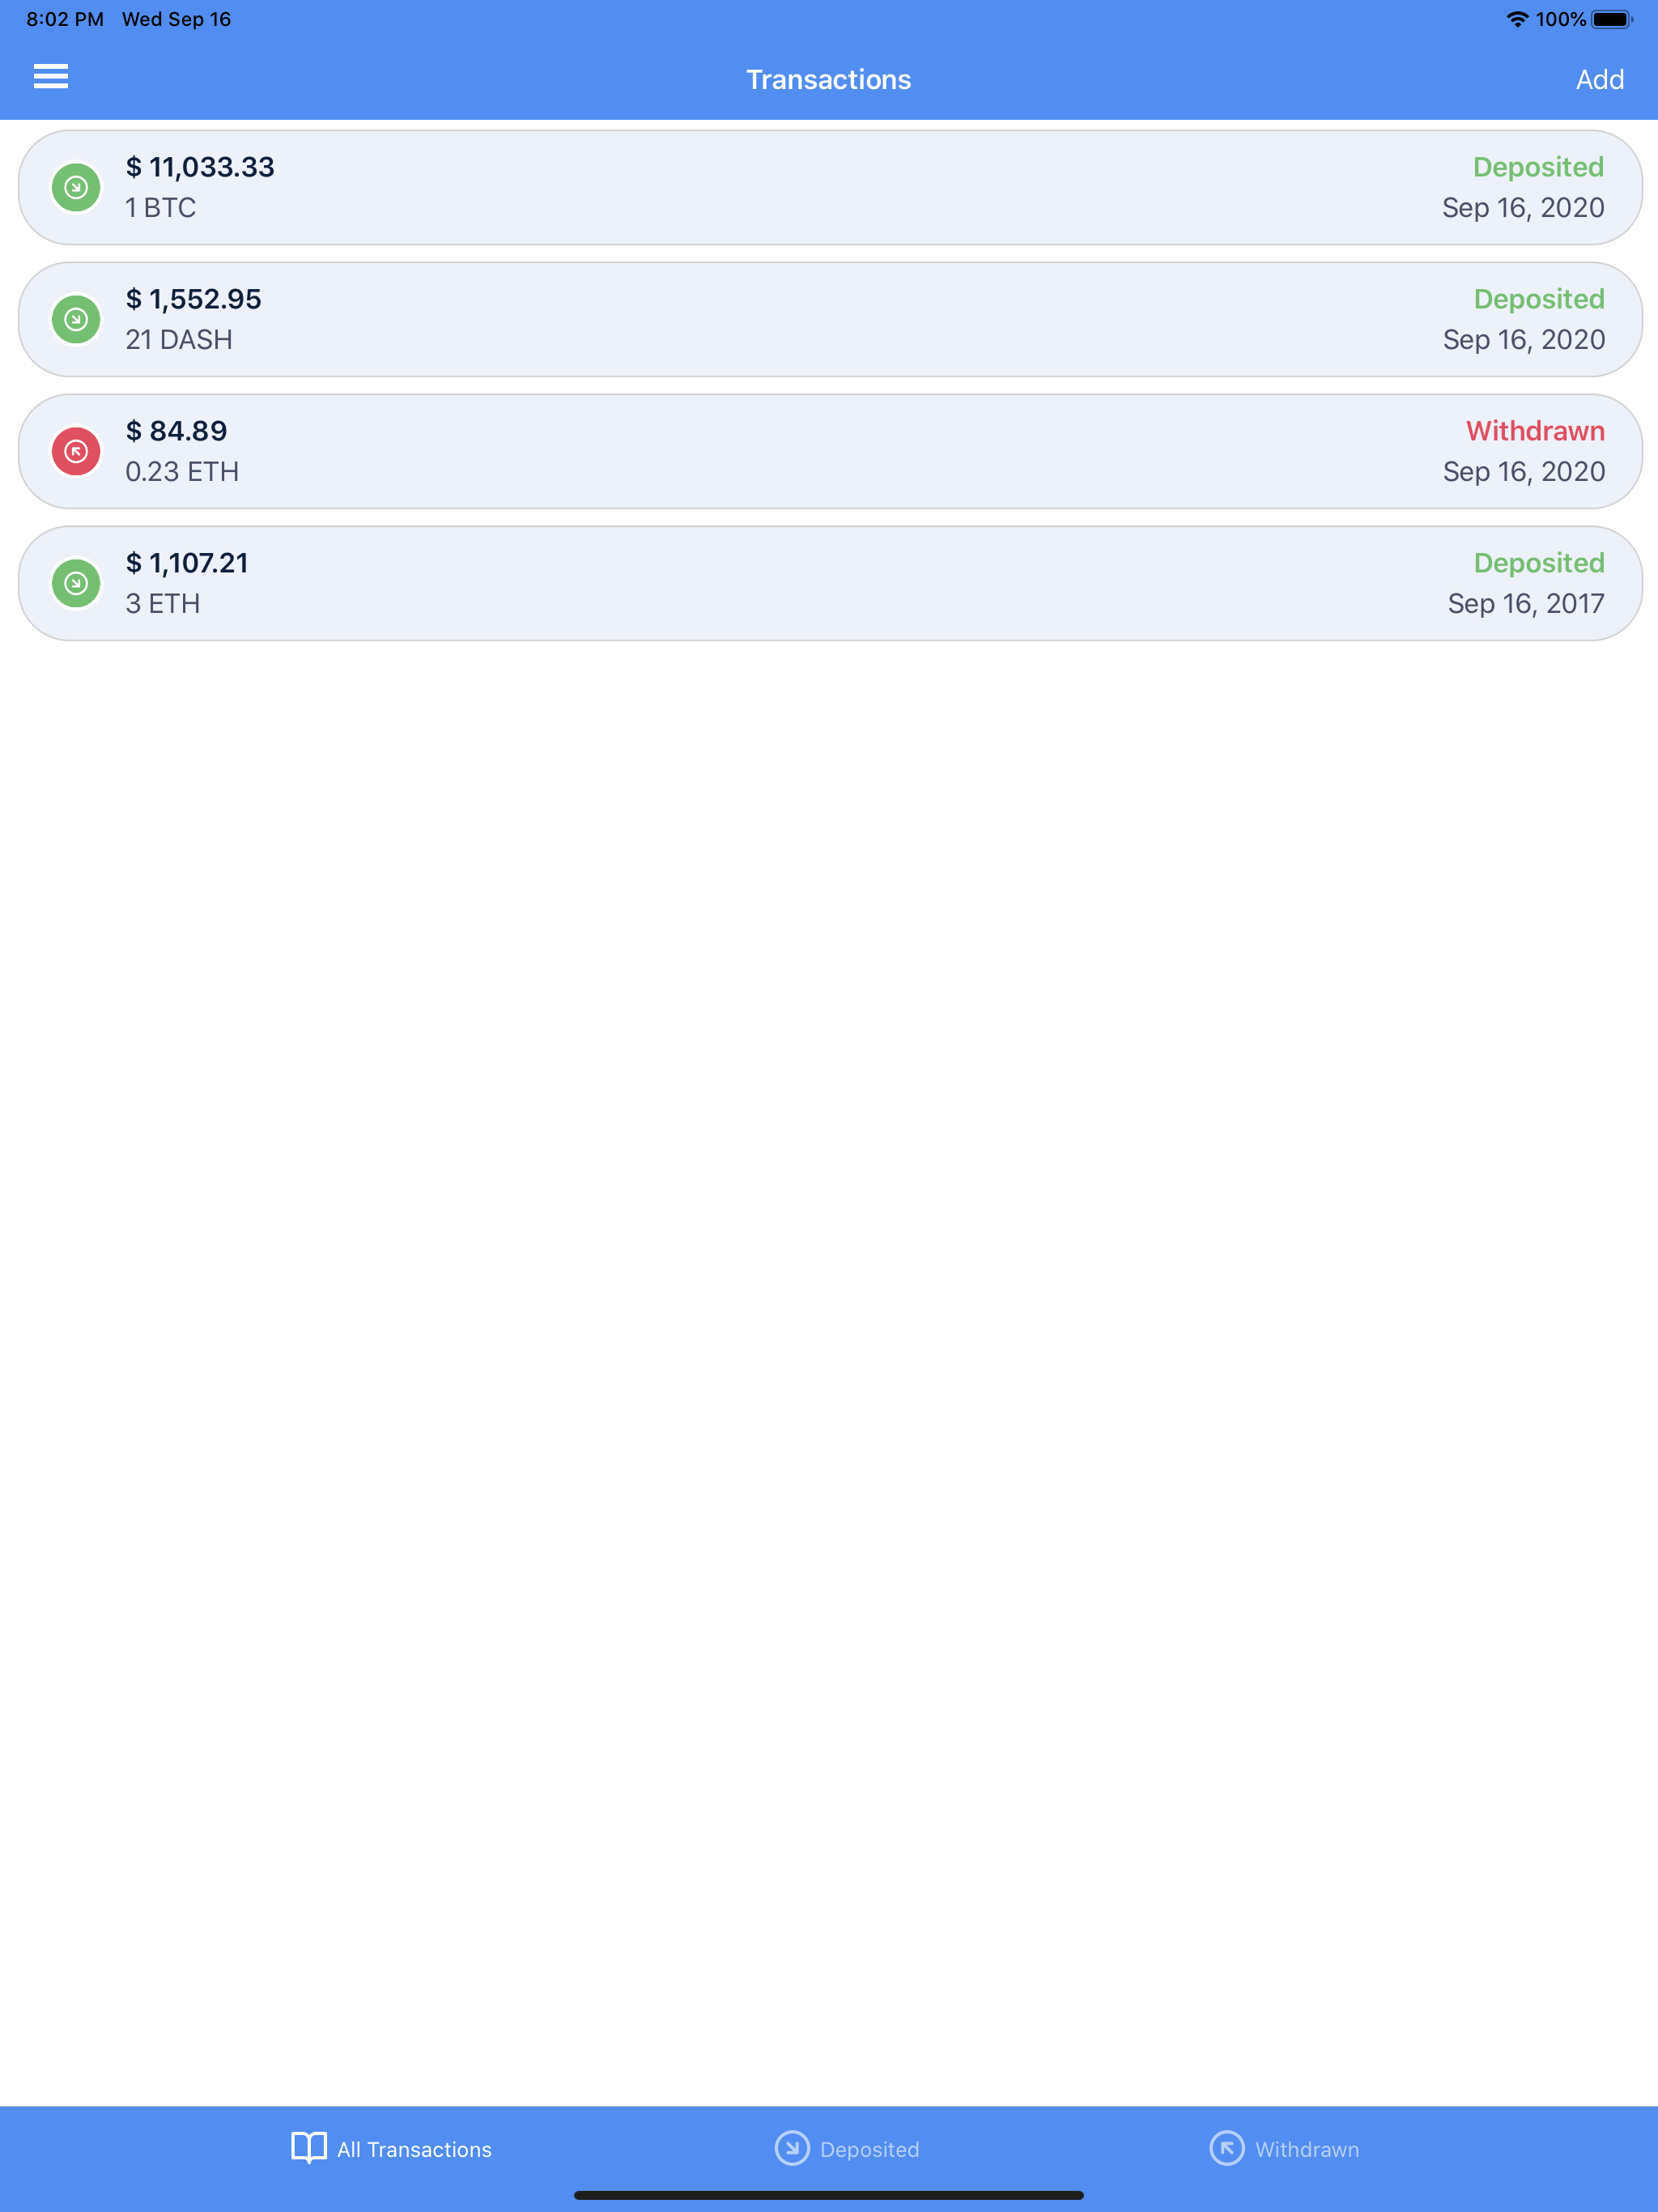 8:02 PM Wed Sep 16 100%
Transactions Add
$ 11,033.33 Deposited
1 BTC Sep 16, 2020
$ 1,552.95 Deposited
21 DASH Sep 16, 2020
$ 84.89 Withdrawn
0.23 ETH Sep 16, 2020
$ 1,107.21 Deposited
3 ETH Sep 16, 2017
All Transactions Deposited Withdrawn